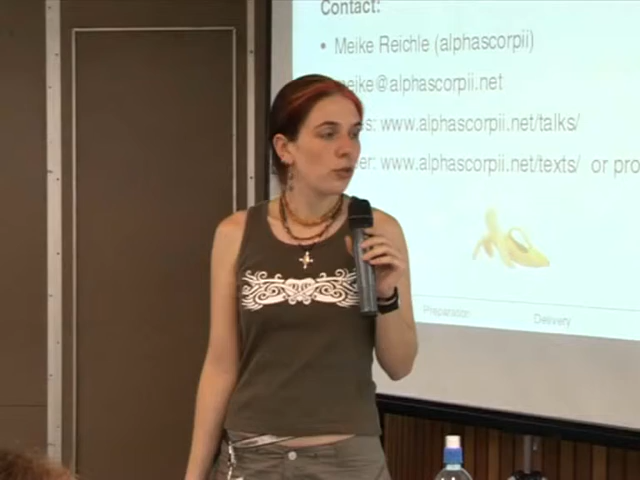 Contact:
• Meike Reichle (alphascorpii)
meike@alphascorpii.net
s: www.alphascorpii.net/talks/
er: www.alphascorpii.net/texts/ or pro
Preparation Delivery